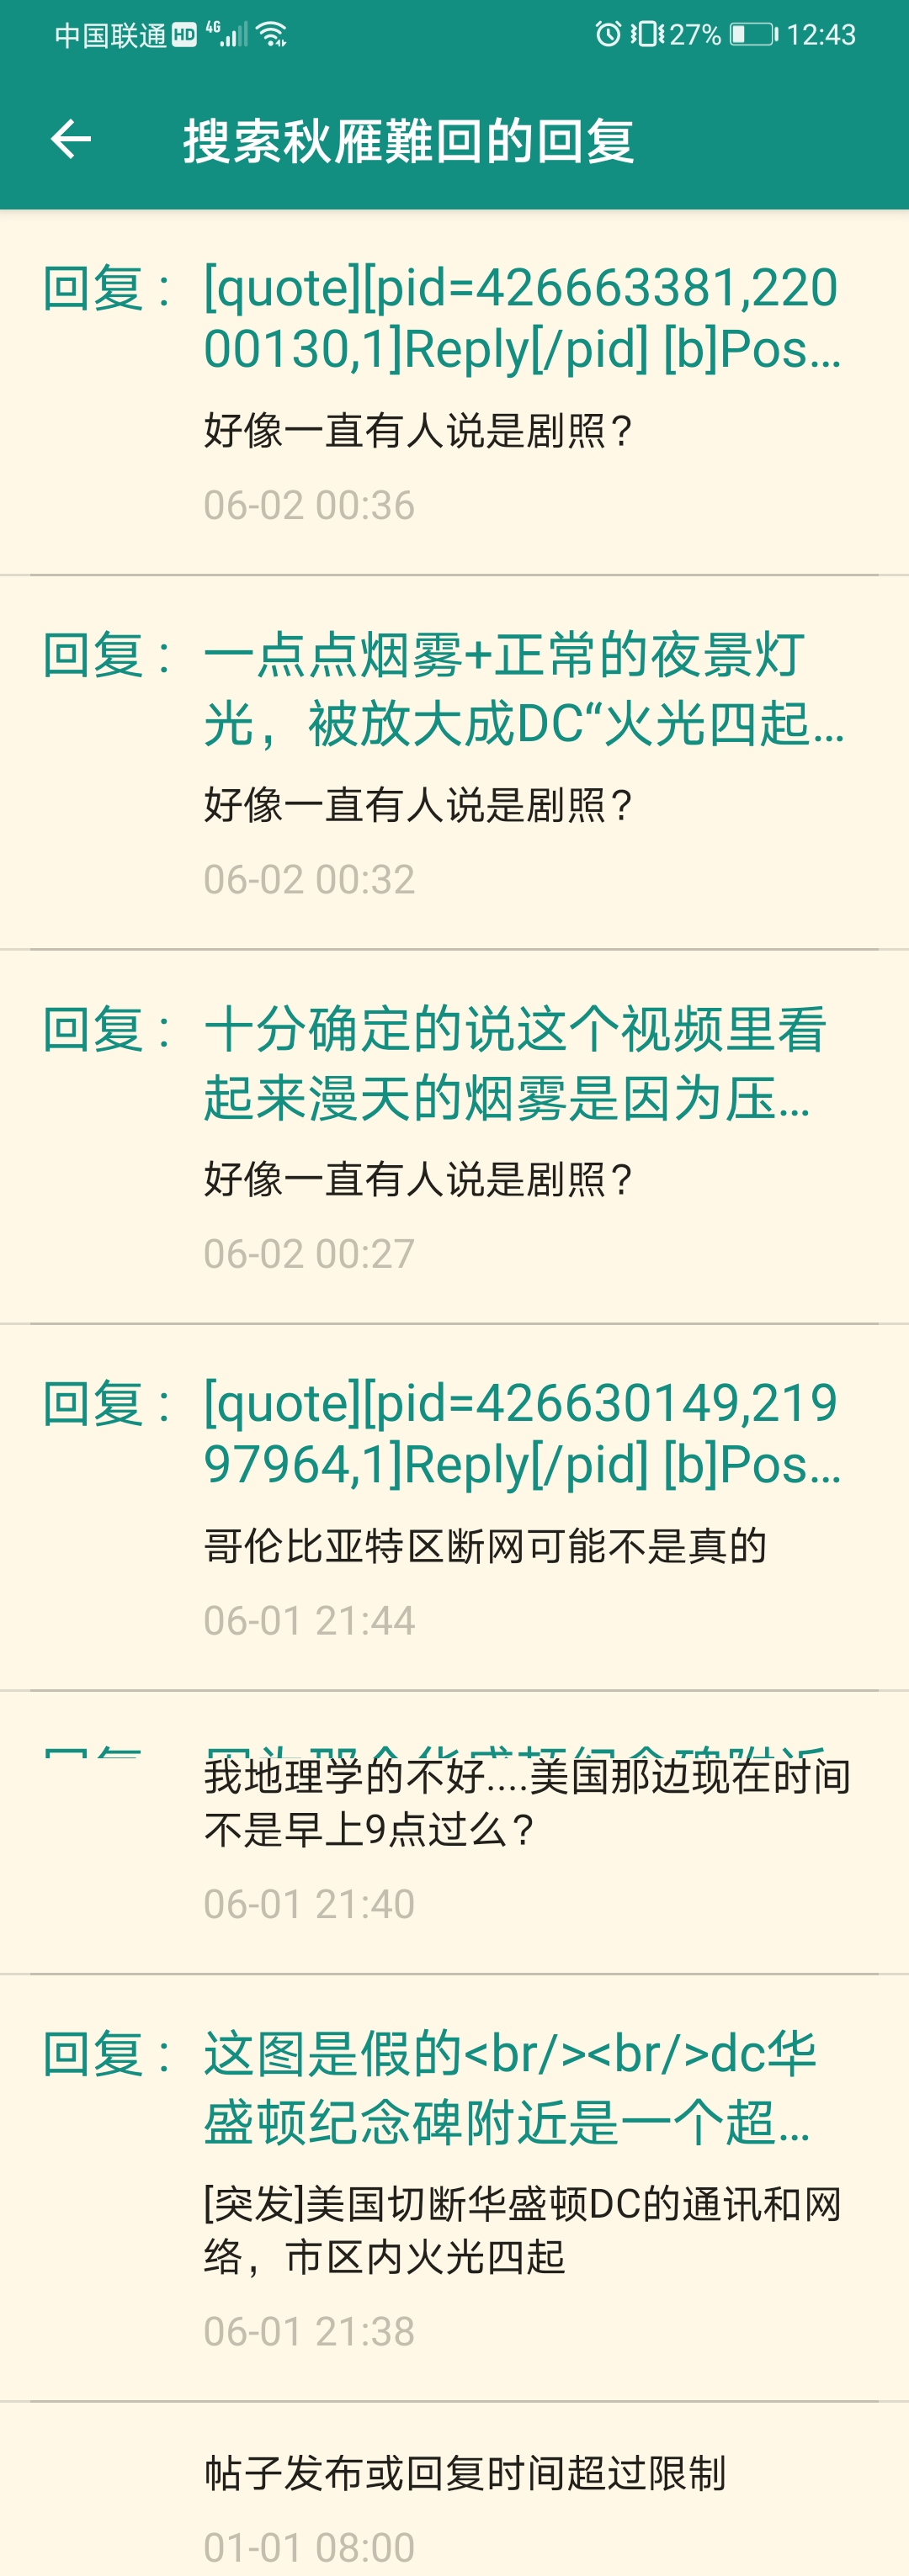 中国联通 HD 4G 27% 12:43
搜索秋雁難回的回复
回复： [quote][pid=426663381,220
00130,1]Reply[/pid] [b]Pos...
好像一直有人说是剧照?
06-02 00:36
回复： 一点点烟雾+正常的夜景灯
光，被放大成DC“火光四起...
好像一直有人说是剧照?
06-02 00:32
回复： 十分确定的说这个视频里看
起来漫天的烟雾是因为压...
好像一直有人说是剧照?
06-02 00:27
回复： [quote][pid=426630149,219
97964,1]Reply[/pid] [b]Pos...
哥伦比亚特区断网可能不是真的
06-01 21:44
我地理学的不好....美国那边现在时间
不是早上9点过么?
06-01 21:40
回复： 这图是假的<br/><br/>dc华
盛顿纪念碑附近是一个超...
[突发]美国切断华盛顿DC的通讯和网
络，市区内火光四起
06-01 21:38
帖子发布或回复时间超过限制
01-01 08:00